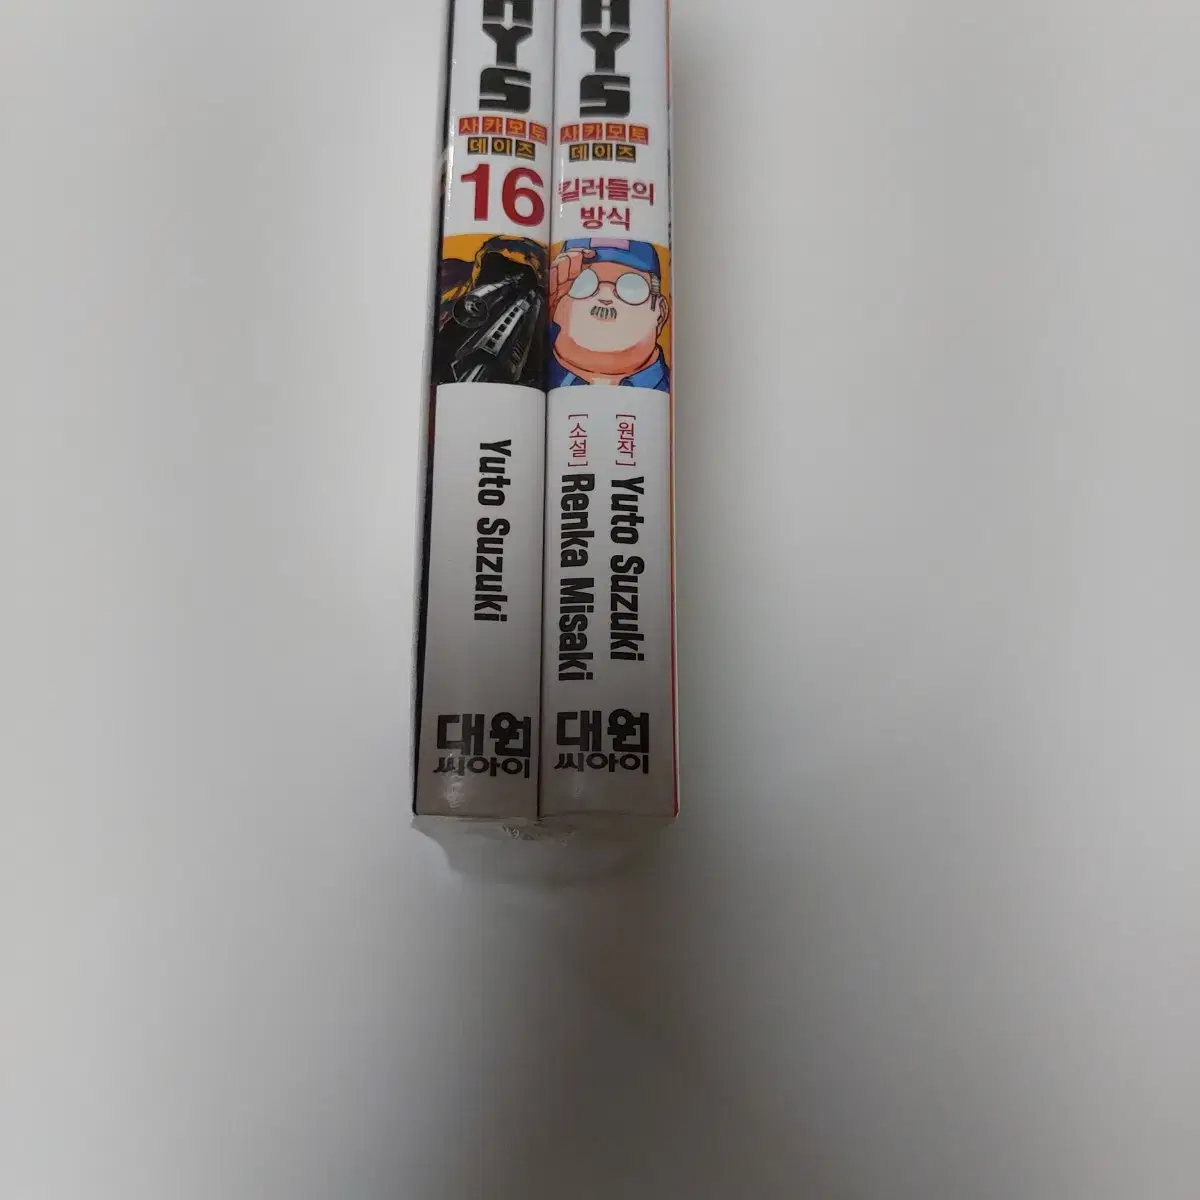 AYS
사카모토
데이즈
16
Yuto Suzuki
대원
씨아이
AYS
사카모토
데이즈
킬러들의
방식
[원작] Yuto Suzuki
[소설] Renka Misaki
대원
씨아이